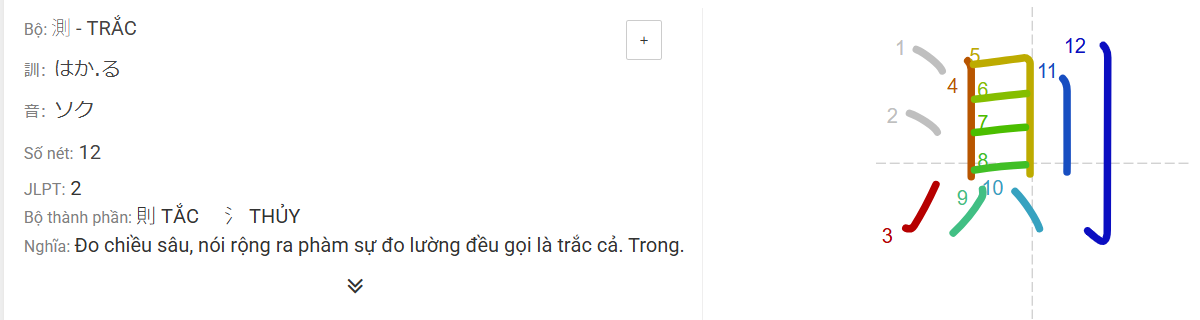 Bộ: 測 - TRẮC
+
訓: はか.る
音: ソク
Số nét: 12
JLPT: 2
Bộ thành phần: 則 TẮC 氵 THỦY
Nghĩa: Đo chiều sâu, nói rộng ra phàm sự đo lường đều gọi là trắc cả. Trong.
測
1
2
3
4
5
6
7
8
9
10
11
12